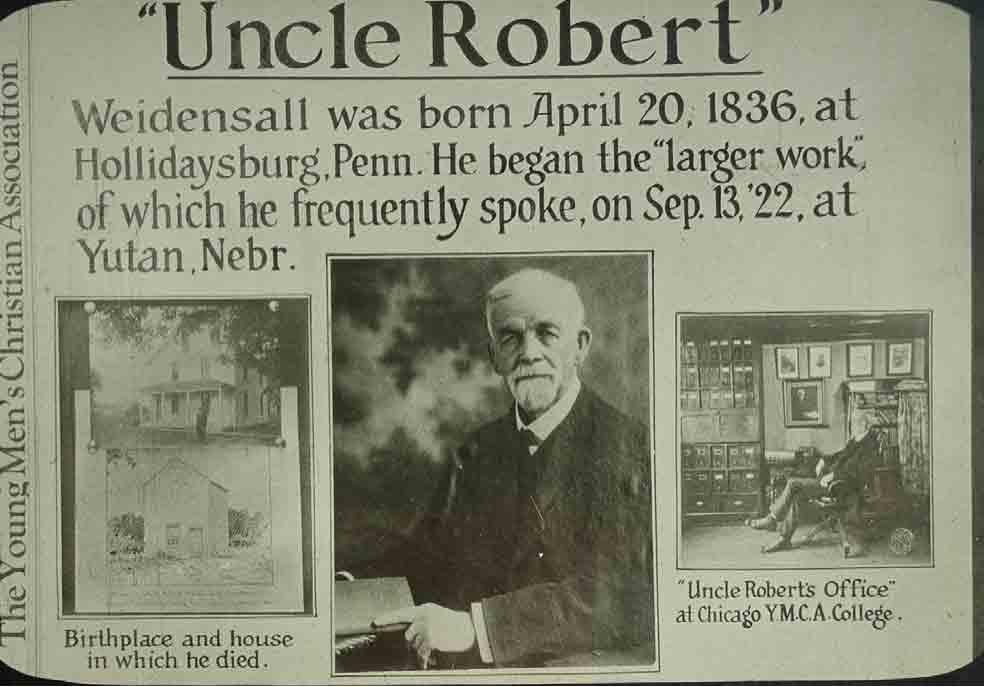 "Uncle Robert"
Weidensall was born April 20, 1836, at
Hollidaysburg, Penn. He began the "larger work",
of which he frequently spoke, on Sep. 13, '22, at
Yutan, Nebr.
The Young Men's Christian Association
Birthplace and house
in which he died.
"Uncle Robert's Office"
at Chicago Y.M.C.A. College.